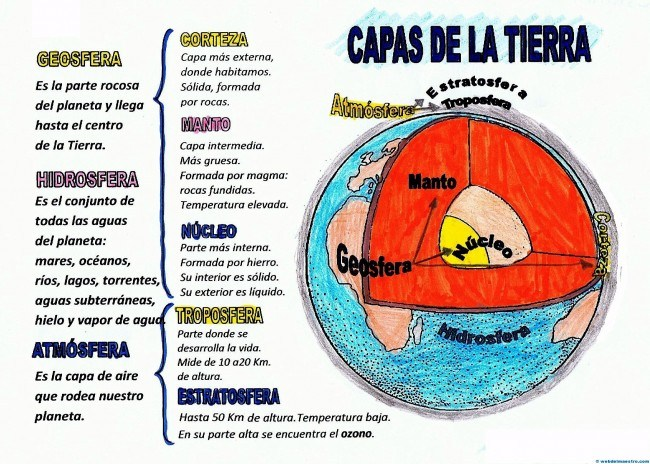 CAPAS DE LA TIERRA
GEOSFERA
Es la parte rocosa
del planeta y llega
hasta el centro
de la Tierra.
CORTEZA
Capa más externa,
donde habitamos.
Sólida, formada
por rocas.
MANTO
Capa intermedia.
Más gruesa.
Formada por magma:
rocas fundidas.
Temperatura elevada.
NÚCLEO
Parte más interna.
Formada por hierro.
Su interior es sólido.
Su exterior es líquido.
HIDROSFERA
Es el conjunto de
todas las aguas
del planeta:
mares, océanos,
ríos, lagos, torrentes,
aguas subterráneas,
hielo y vapor de agua.
ATMÓSFERA
Es la capa de aire
que rodea nuestro
planeta.
TROPOSFERA
Parte donde se
desarrolla la vida.
Mide de 10 a20 Km.
de altura.
ESTRATOSFERA
Hasta 50 Km de altura.Temperatura baja.
En su parte alta se encuentra el ozono.
Estratosfera
Atmósfera
Troposfera
Manto
Geosfera
Núcleo
Corteza
Hidrosfera
© webdelmaestro.com